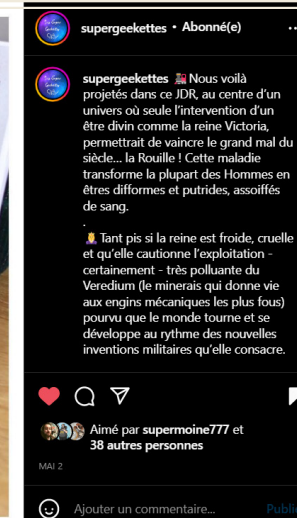 supergeekettes • Abonné(e)
supergeekettes 🚂 Nous voilà
projetés dans ce JDR, au centre d'un
univers où seule l'intervention d'un
être divin comme la reine Victoria,
permettrait de vaincre le grand mal du
siècle... la Rouille ! Cette maladie
transforme la plupart des Hommes en
êtres difformes et putrides, assoiffés
de sang.
.
👸 Tant pis si la reine est froide, cruelle
et qu'elle cautionne l'exploitation -
certainement - très polluante du
Veredium (le minerais qui donne vie
aux engins mécaniques les plus fous)
pourvu que le monde tourne et se
développe au rythme des nouvelles
inventions militaires qu'elle consacre.
Aimé par supermoine777 et
38 autres personnes
MAI 2
Ajouter un commentaire...